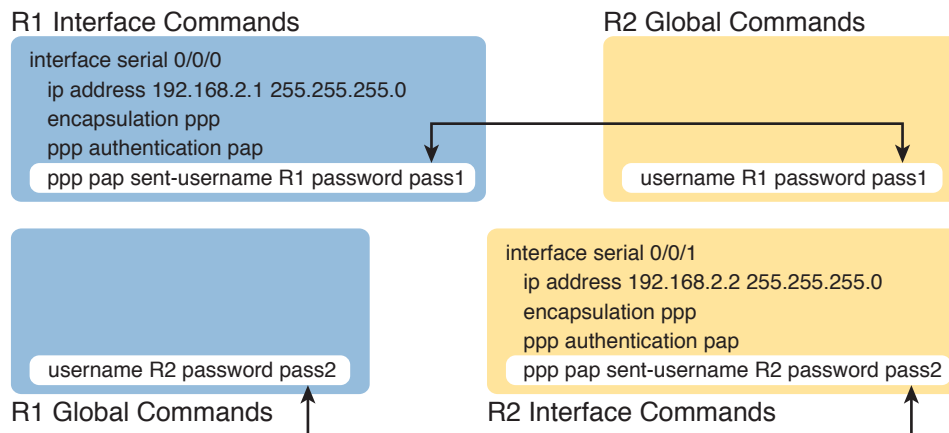 R1 Interface Commands
interface serial 0/0/0
ip address 192.168.2.1 255.255.255.0
encapsulation ppp
ppp authentication pap
ppp pap sent-username R1 password pass1
R2 Global Commands
username R1 password pass1
username R2 password pass2
R1 Global Commands
interface serial 0/0/1
ip address 192.168.2.2 255.255.255.0
encapsulation ppp
ppp authentication pap
ppp pap sent-username R2 password pass2
R2 Interface Commands